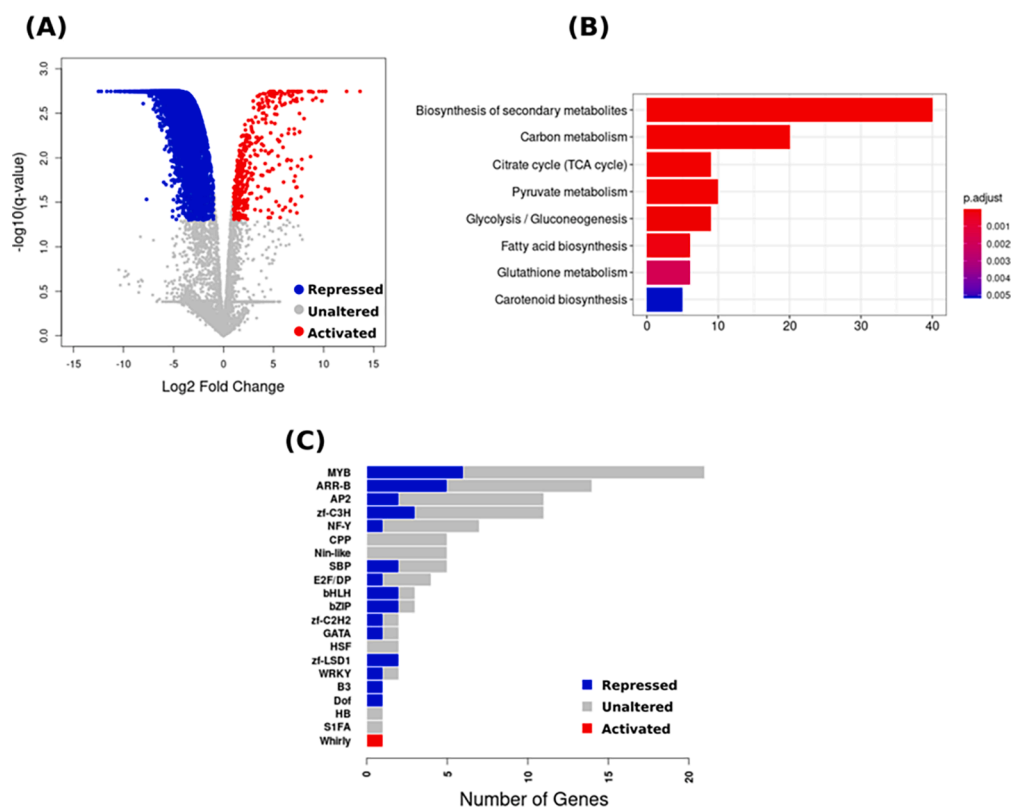 (A)
(B)
3.0
2.5
2.0
1.5
1.0
0.5
0.0
-log10(q-value)
-15
-10
-5
0
5
10
15
Log2 Fold Change
Repressed
Unaltered
Activated
Biosynthesis of secondary metabolites
Carbon metabolism
Citrate cycle (TCA cycle)
Pyruvate metabolism
Glycolysis / Gluconeogenesis
Fatty acid biosynthesis
Glutathione metabolism
Carotenoid biosynthesis
0
10
20
30
40
p.adjust
0.001
0.001
0.003
0.004
0.005
(C)
MYB
ARR-B
AP2
zf-C3H
NF-Y
CPP
Nin-like
SBP
E2F/DP
bHLH
bZIP
zf-C2H2
GATA
HSF
zf-LSD1
WRKY
B3
Dof
HB
S1FA
Whirly
Repressed
Unaltered
Activated
0
5
10
15
20
Number of Genes